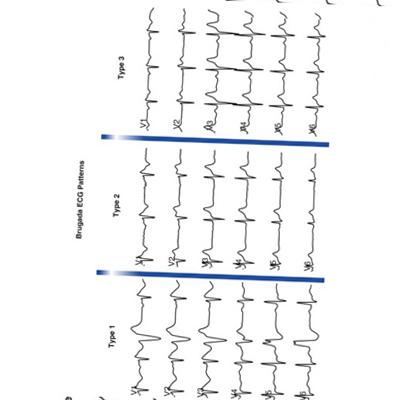 Brugada ECG Patterns
Type 1 Type 2 Type 3
V1 V1 V1
V2 V2 V2
V3 V3 V3
V4 V4 V4
V5 V5 V5
V6 V6 V6